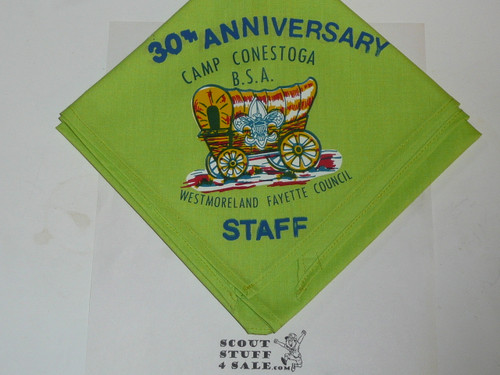 30TH ANNIVERSARY
CAMP CONESTOGA
B.S.A.
WESTMORELAND FAYETTE COUNCIL
STAFF
SCOUT
STUFF
4 SALE.COM